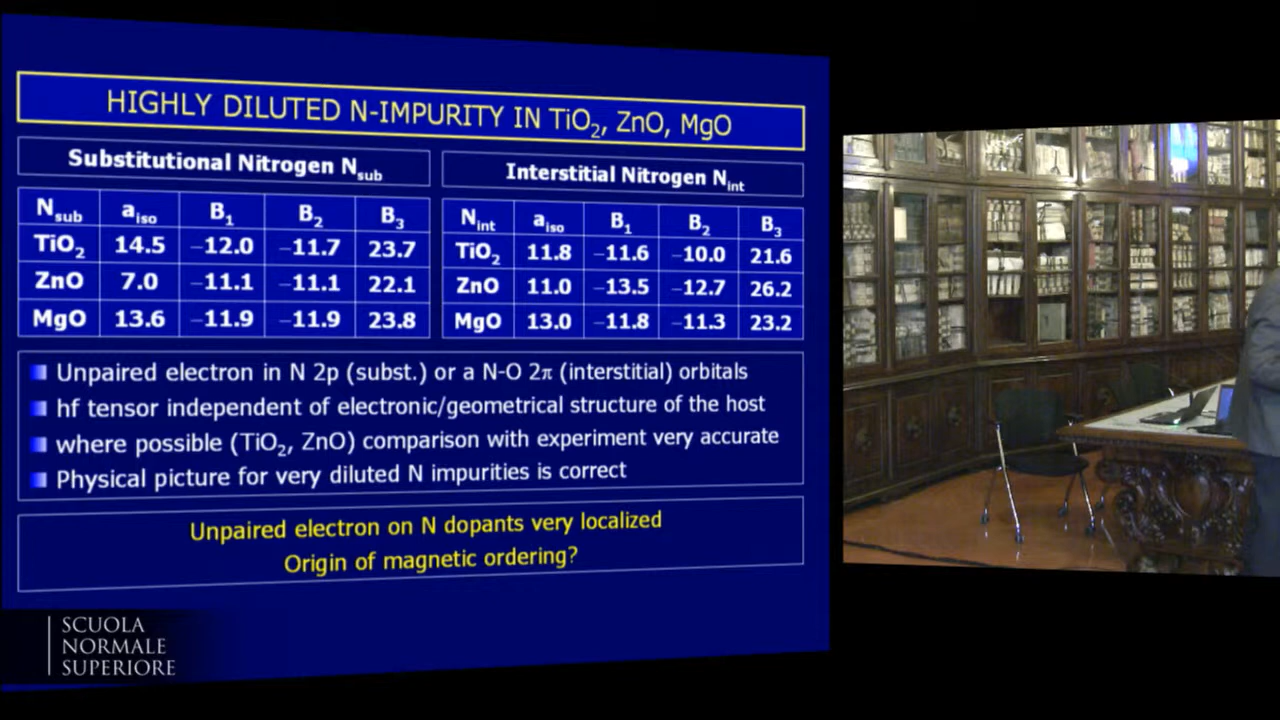 HIGHLY DILUTED N-IMPURITY IN TiO₂, ZnO, MgO
Substitutional Nitrogen Nsub
Nsub aiso B₁ B₂ B₃
TiO₂ 14.5 –12.0 –11.7 23.7
ZnO 7.0 –11.1 –11.1 22.1
MgO 13.6 –11.9 –11.9 23.8
Interstitial Nitrogen Nint
Nint aiso B₁ B₂ B₃
TiO₂ 11.8 –11.6 –10.0 21.6
ZnO 11.0 –13.5 –12.7 26.2
MgO 13.0 –11.8 –11.3 23.2
Unpaired electron in N 2p (subst.) or a N-O 2π (interstitial) orbitals
hf tensor independent of electronic/geometrical structure of the host
where possible (TiO₂, ZnO) comparison with experiment very accurate
Physical picture for very diluted N impurities is correct
Unpaired electron on N dopants very localized
Origin of magnetic ordering?
SCUOLA
NORMALE
SUPERIORE